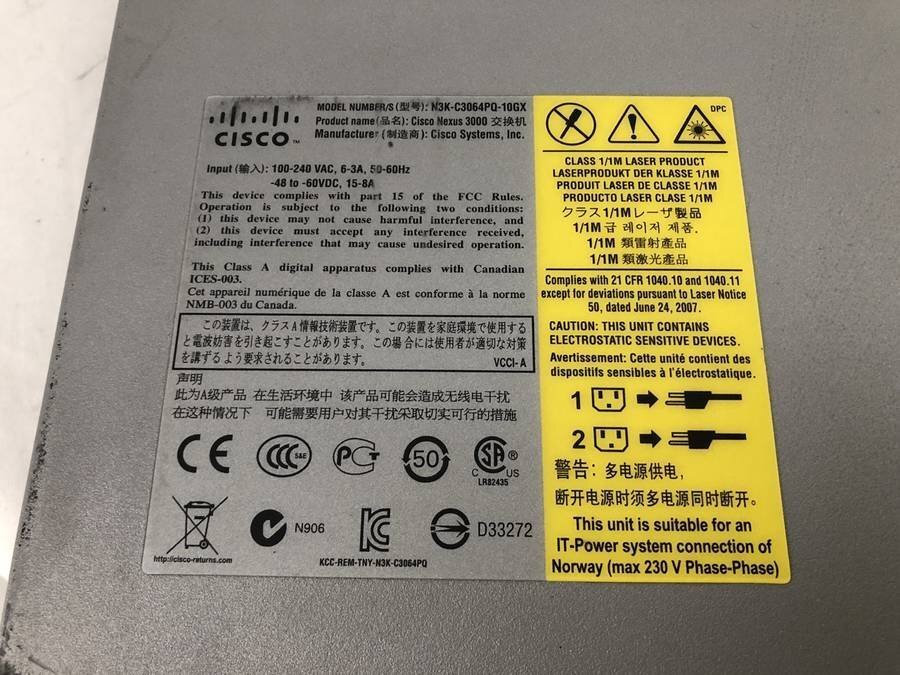 CISCO™
MODEL NUMBER/S (型号): N3K-C3064PQ-10GX
Product name (品名): Cisco Nexus 3000 交换机
Manufacturer (制造商): Cisco Systems, Inc.
Input (输入): 100-240 VAC, 6-3A, 50-60Hz
-48 to -60VDC, 15-8A
This device complies with part 15 of the FCC Rules.
Operation is subject to the following two conditions:
(1) this device may not cause harmful interference, and
(2) this device must accept any interference received,
including interference that may cause undesired operation.
This Class A digital apparatus complies with Canadian
ICES-003.
Cet appareil numérique de la classe A est conforme à la norme
NMB-003 du Canada.
この装置は、クラスA情報技術装置です。この装置を家庭環境で使用する
と電波妨害を引き起こすことがあります。この場合には使用者が適切な対策
を講ずるよう要求されることがあります。
VCCI-A
声明
此为A级产品 在生活环境中 该产品可能会造成无线电干扰
在这种情况下 可能需要用户对其干扰采取切实可行的措施
CE
CCC S&E
PCT
50
SA ®
C US
LR82435
http://cisco-returns.com
N906
KC
KCC-REM-TNY-N3K-C3064PQ
D33272
DPC
CLASS 1/1M LASER PRODUCT
LASERPRODUKT DER KLASSE 1/1M
PRODUIT LASER DE CLASSE 1/1M
PRODUCTO LASER CLASE 1/1M
クラス1/1Mレーザ製品
1/1M 급 레이저 제품.
1/1M 類雷射產品
1/1M 類激光產品
Complies with 21 CFR 1040.10 and 1040.11
except for deviations pursuant to Laser Notice
50, dated June 24, 2007.
CAUTION: THIS UNIT CONTAINS
ELECTROSTATIC SENSITIVE DEVICES.
Avertissement: Cette unité contient des
dispositifs sensibles à l'électrostatique.
1
2
警告: 多电源供电,
断开电源时须多电源同时断开。
This unit is suitable for an
IT-Power system connection of
Norway (max 230 V Phase-Phase)